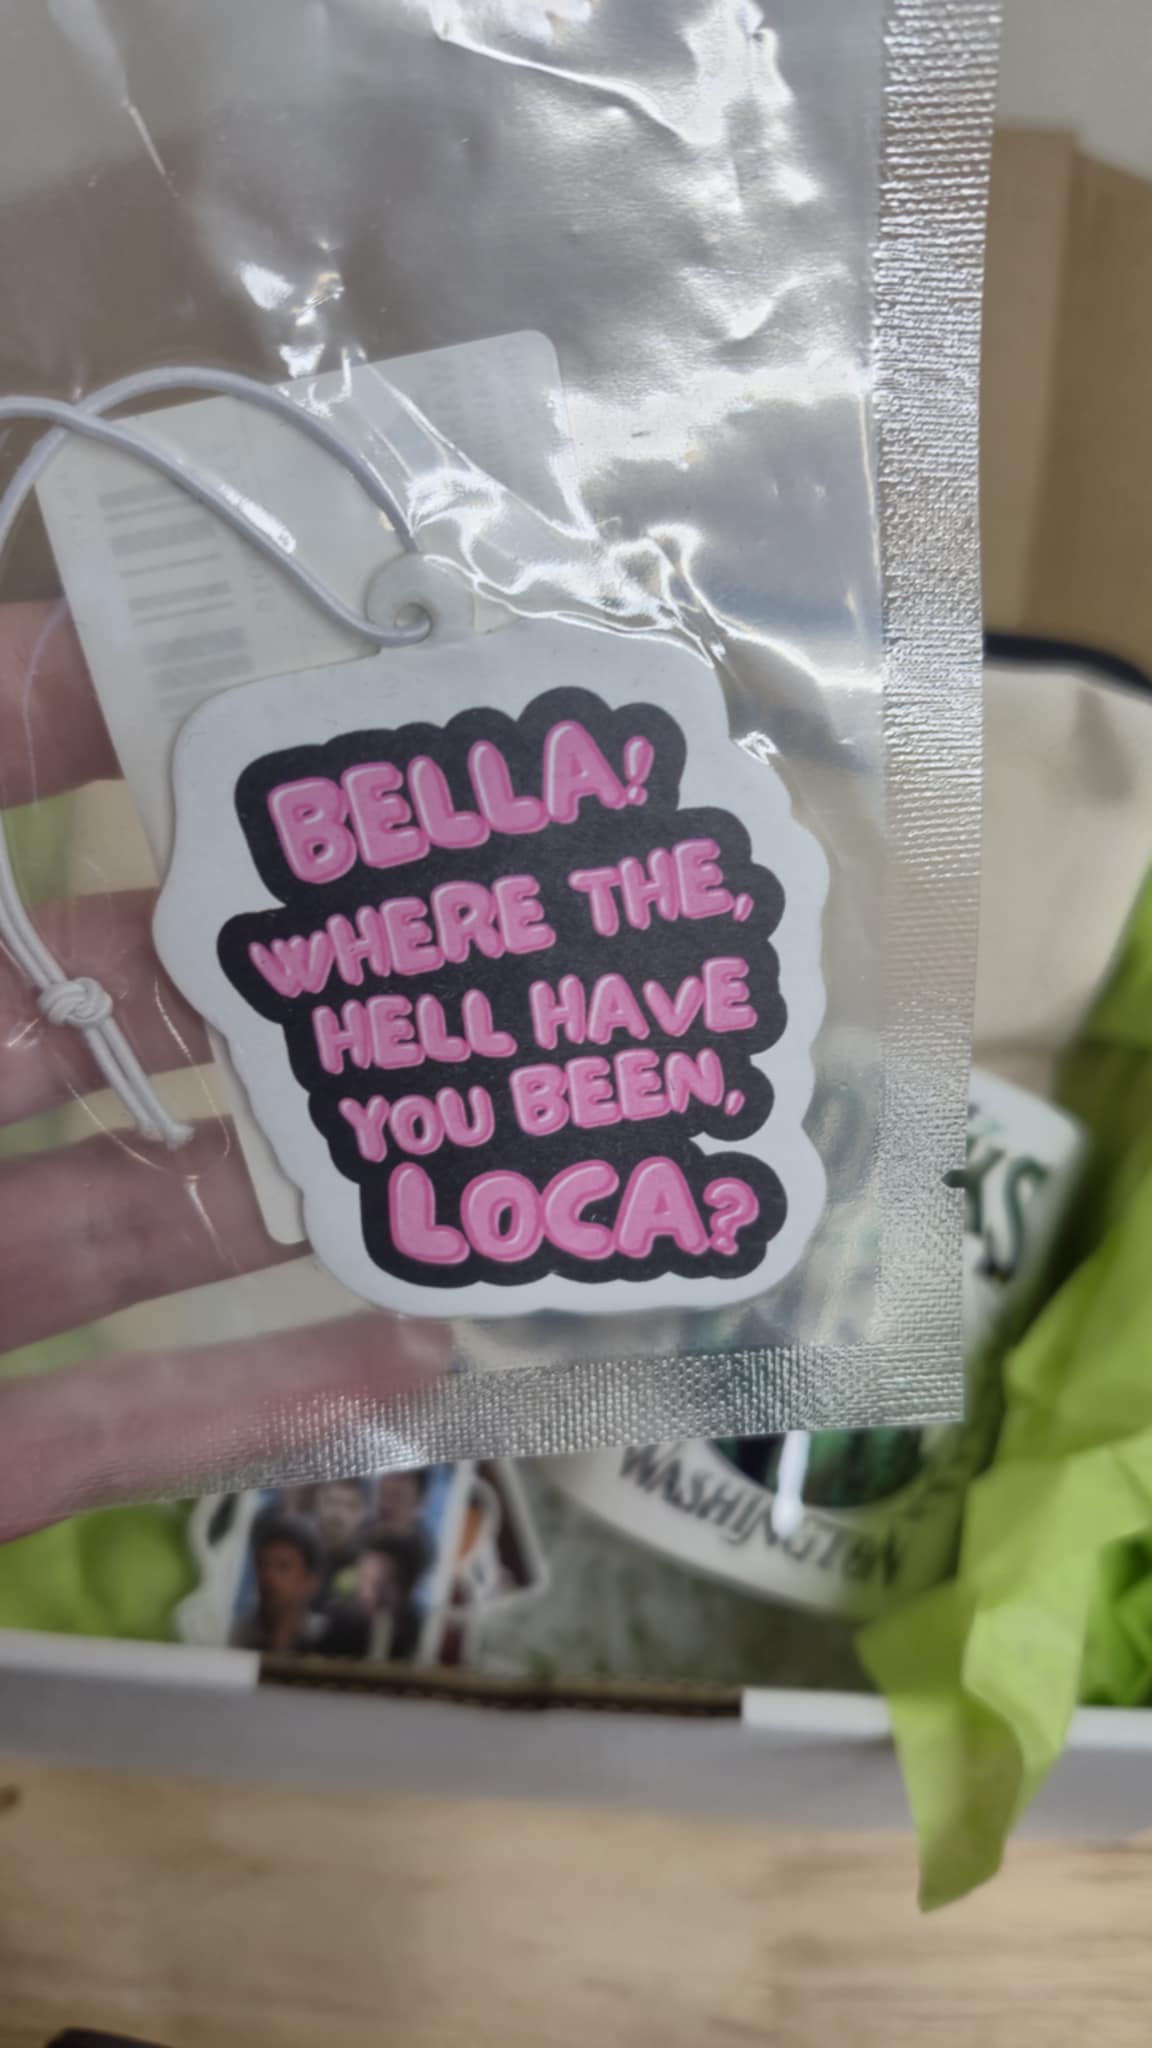 BELLA!
WHERE THE,
HELL HAVE
YOU BEEN,
LOCA?
WASHINGTON